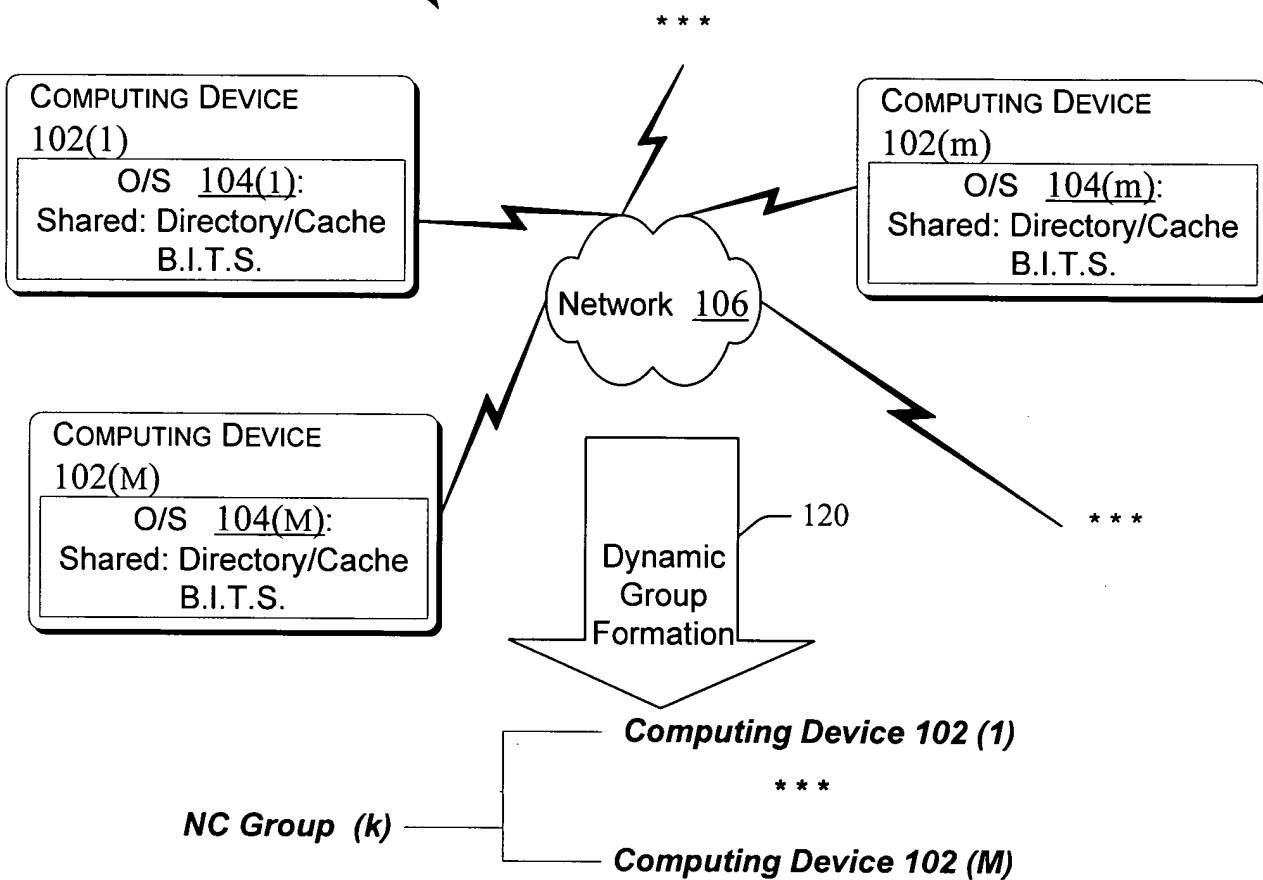 * * *
COMPUTING DEVICE
102(1)
O/S 104(1):
Shared: Directory/Cache
B.I.T.S.
COMPUTING DEVICE
102(m)
O/S 104(m):
Shared: Directory/Cache
B.I.T.S.
Network 106
COMPUTING DEVICE
102(M)
O/S 104(M):
Shared: Directory/Cache
B.I.T.S.
120
* * *
Dynamic
Group
Formation
Computing Device 102 (1)
* * *
NC Group (k)
Computing Device 102 (M)